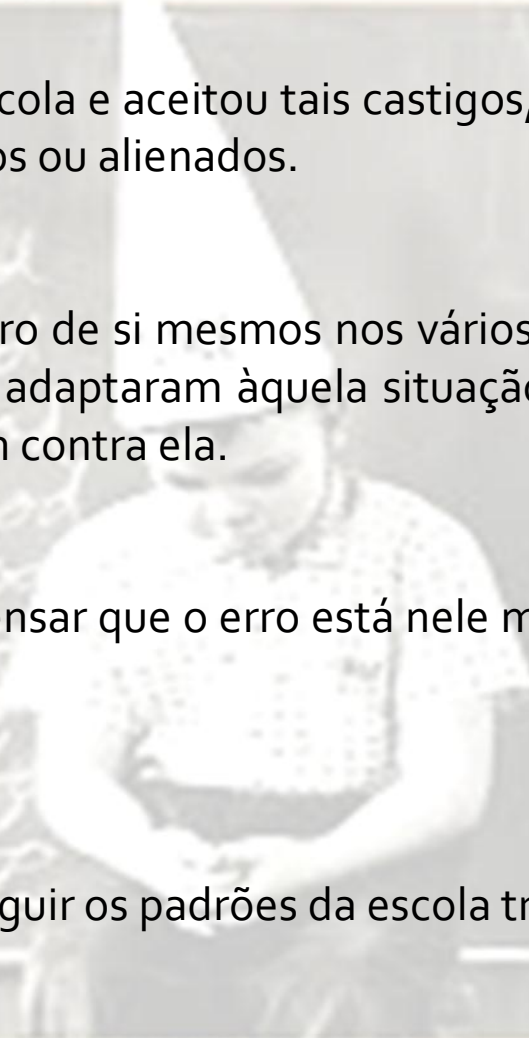 cola e aceitou tais castigos,
os ou alienados.
ro de si mesmos nos vários
adaptaram àquela situação
contra ela.
nsar que o erro está nele
guir os padrões da escola tr